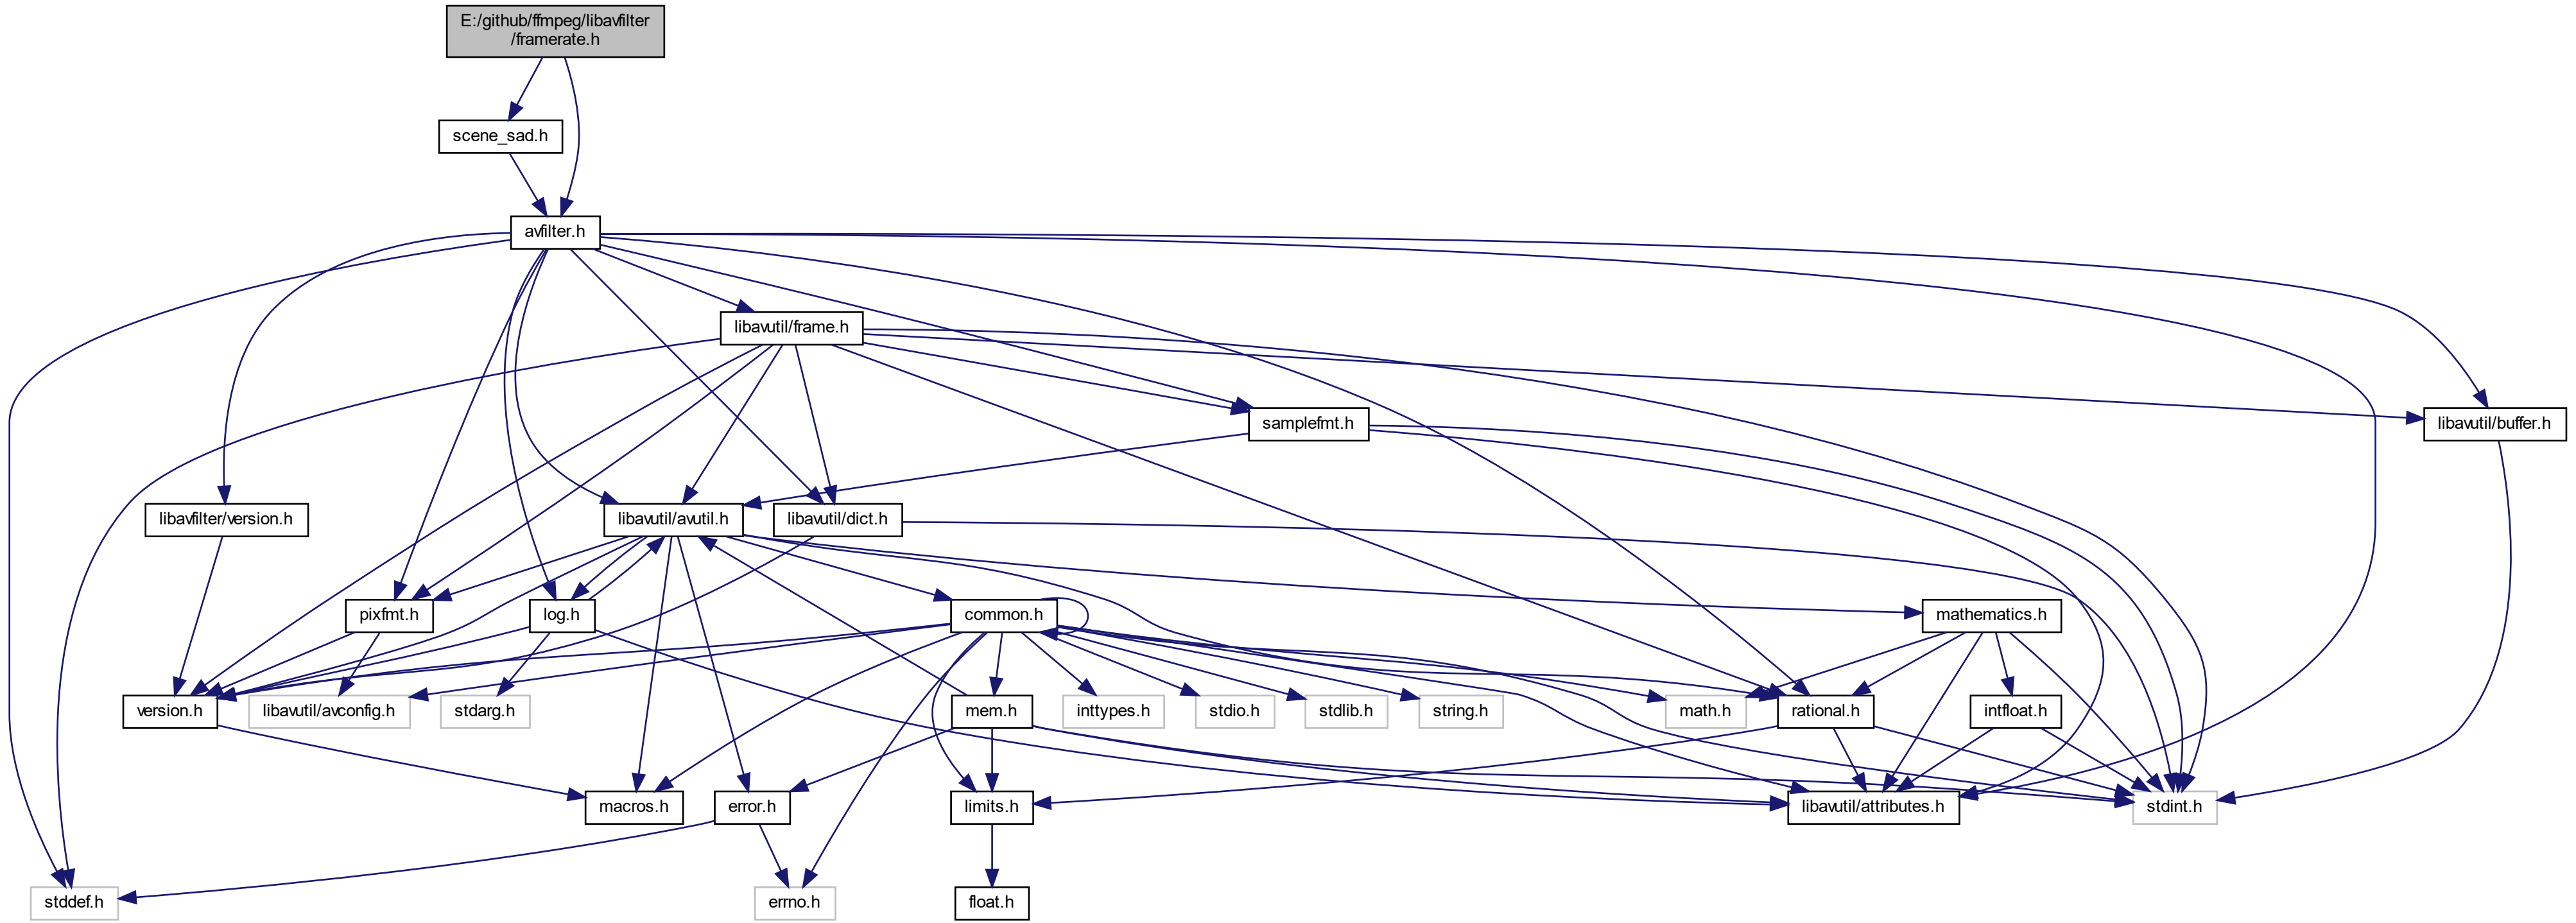 E:/github/ffmpeg/libavfilter
/framerate.h
scene_sad.h
avfilter.h
libavutil/frame.h
samplefmt.h
libavutil/buffer.h
libavfilter/version.h
libavutil/avutil.h
libavutil/dict.h
pixfmt.h
log.h
common.h
mathematics.h
version.h
libavutil/avconfig.h
stdarg.h
mem.h
inttypes.h
stdio.h
stdlib.h
string.h
math.h
rational.h
intfloat.h
macros.h
error.h
limits.h
libavutil/attributes.h
stdint.h
stddef.h
errno.h
float.h